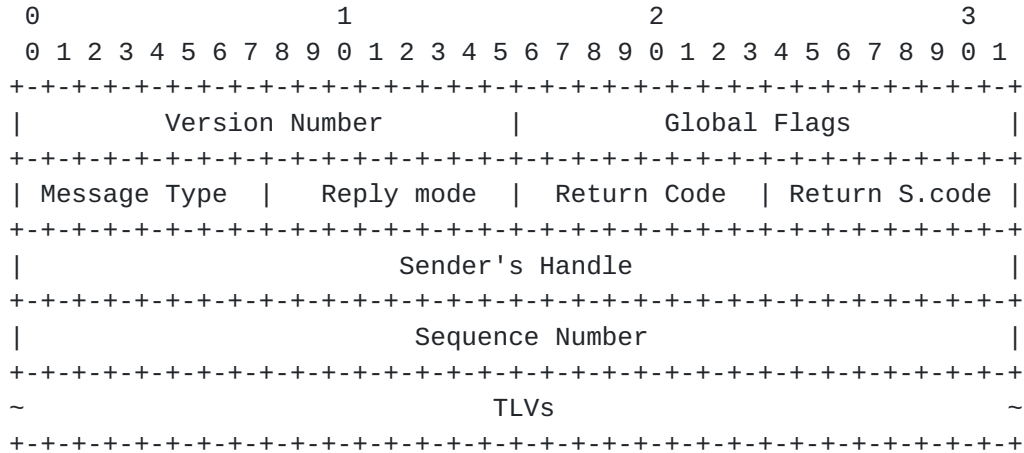 0                   1                   2                   3
 0 1 2 3 4 5 6 7 8 9 0 1 2 3 4 5 6 7 8 9 0 1 2 3 4 5 6 7 8 9 0 1
+-+-+-+-+-+-+-+-+-+-+-+-+-+-+-+-+-+-+-+-+-+-+-+-+-+-+-+-+-+-+-+-+
|         Version Number        |         Global Flags          |
+-+-+-+-+-+-+-+-+-+-+-+-+-+-+-+-+-+-+-+-+-+-+-+-+-+-+-+-+-+-+-+-+
| Message Type  |   Reply mode  |  Return Code  | Return S.code |
+-+-+-+-+-+-+-+-+-+-+-+-+-+-+-+-+-+-+-+-+-+-+-+-+-+-+-+-+-+-+-+-+
|                        Sender's Handle                        |
+-+-+-+-+-+-+-+-+-+-+-+-+-+-+-+-+-+-+-+-+-+-+-+-+-+-+-+-+-+-+-+-+
|                         Sequence Number                       |
+-+-+-+-+-+-+-+-+-+-+-+-+-+-+-+-+-+-+-+-+-+-+-+-+-+-+-+-+-+-+-+-+
~                              TLVs                             ~
+-+-+-+-+-+-+-+-+-+-+-+-+-+-+-+-+-+-+-+-+-+-+-+-+-+-+-+-+-+-+-+-+